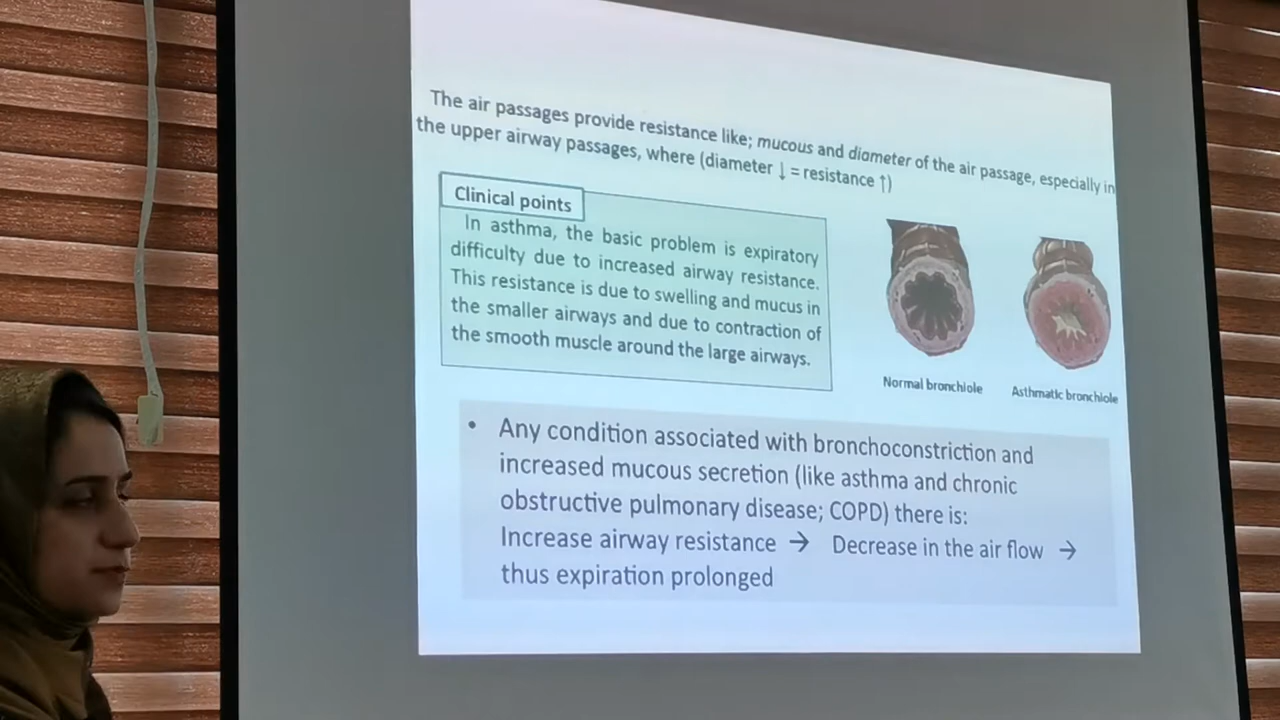 The air passages provide resistance like; mucous and diameter of the air passage, especially in
the upper airway passages, where (diameter ↓ = resistance ↑)
Clinical points
In asthma, the basic problem is expiratory
difficulty due to increased airway resistance.
This resistance is due to swelling and mucus in
the smaller airways and due to contraction of
the smooth muscle around the large airways.
Normal bronchiole
Asthmatic bronchiole
• Any condition associated with bronchoconstriction and
increased mucous secretion (like asthma and chronic
obstructive pulmonary disease; COPD) there is:
Increase airway resistance → Decrease in the air flow →
thus expiration prolonged